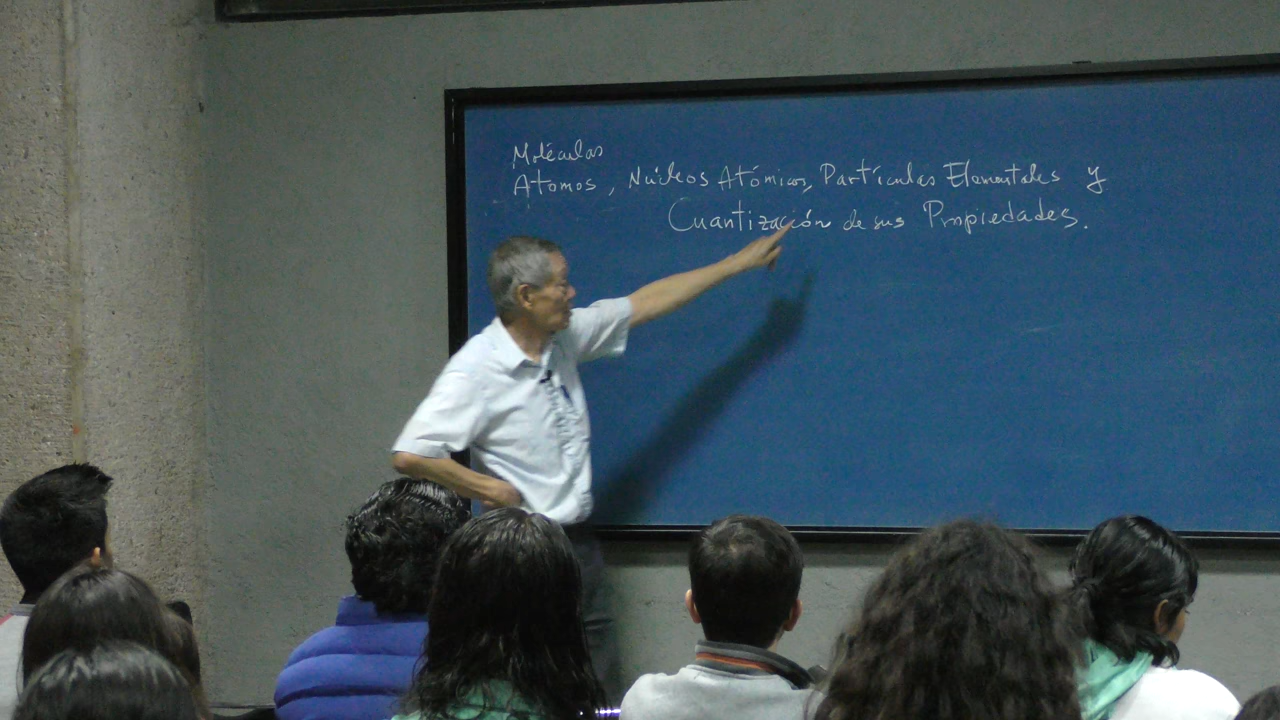 Moléculas
Atomos, Núcleos Atómicos, Partículas Elementales y
Cuantización de sus Propiedades.